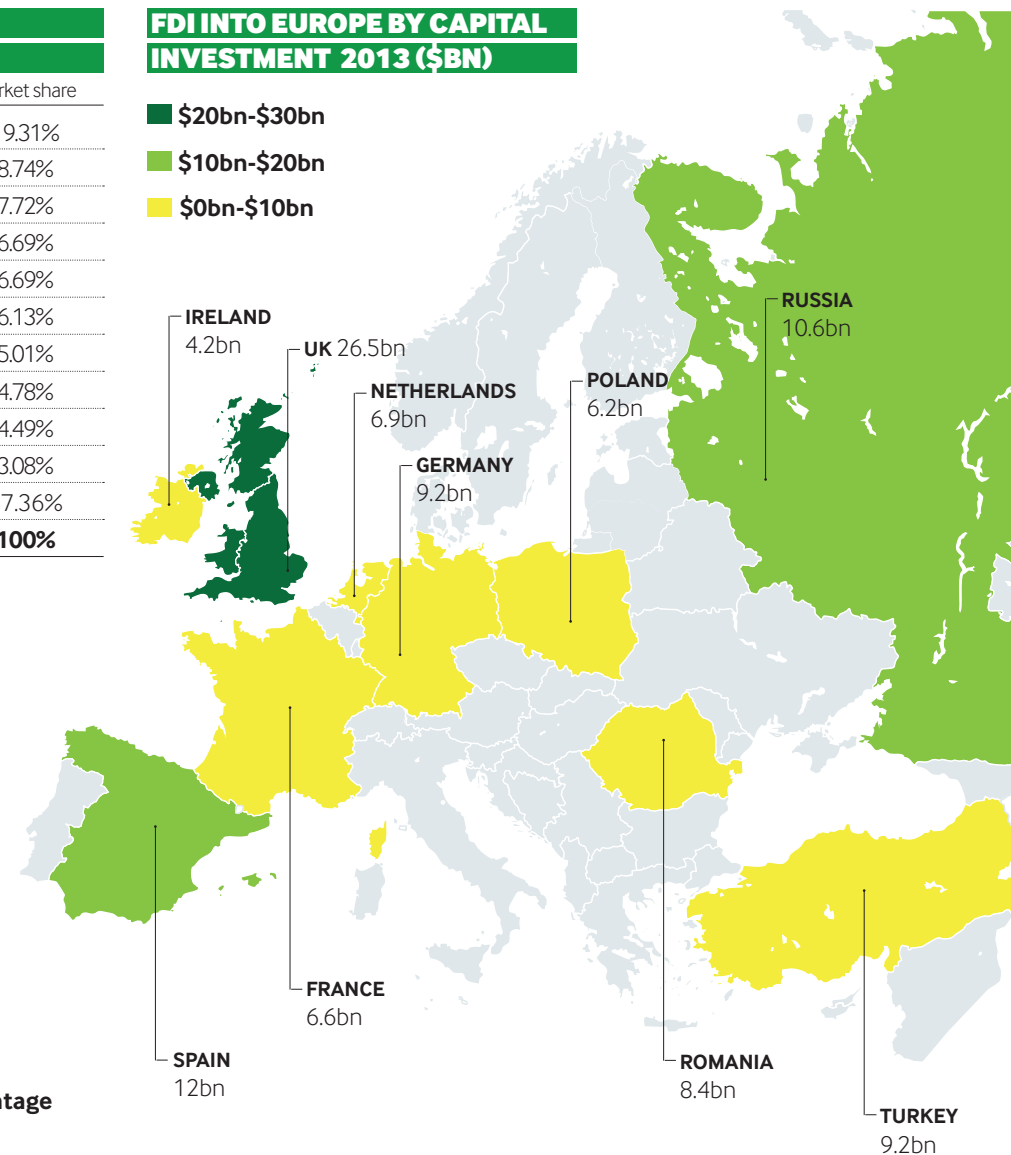 rket share
9.31%
8.74%
7.72%
6.69%
6.69%
6.13%
5.01%
4.78%
4.49%
3.08%
7.36%
100%
ntage
FDI INTO EUROPE BY CAPITAL
INVESTMENT 2013 ($BN)
$20bn-$30bn
$10bn-$20bn
$0bn-$10bn
RUSSIA
10.6bn
IRELAND
4.2bn
UK 26.5bn
NETHERLANDS
6.9bn
POLAND
6.2bn
GERMANY
9.2bn
FRANCE
6.6bn
SPAIN
12bn
ROMANIA
8.4bn
TURKEY
9.2bn